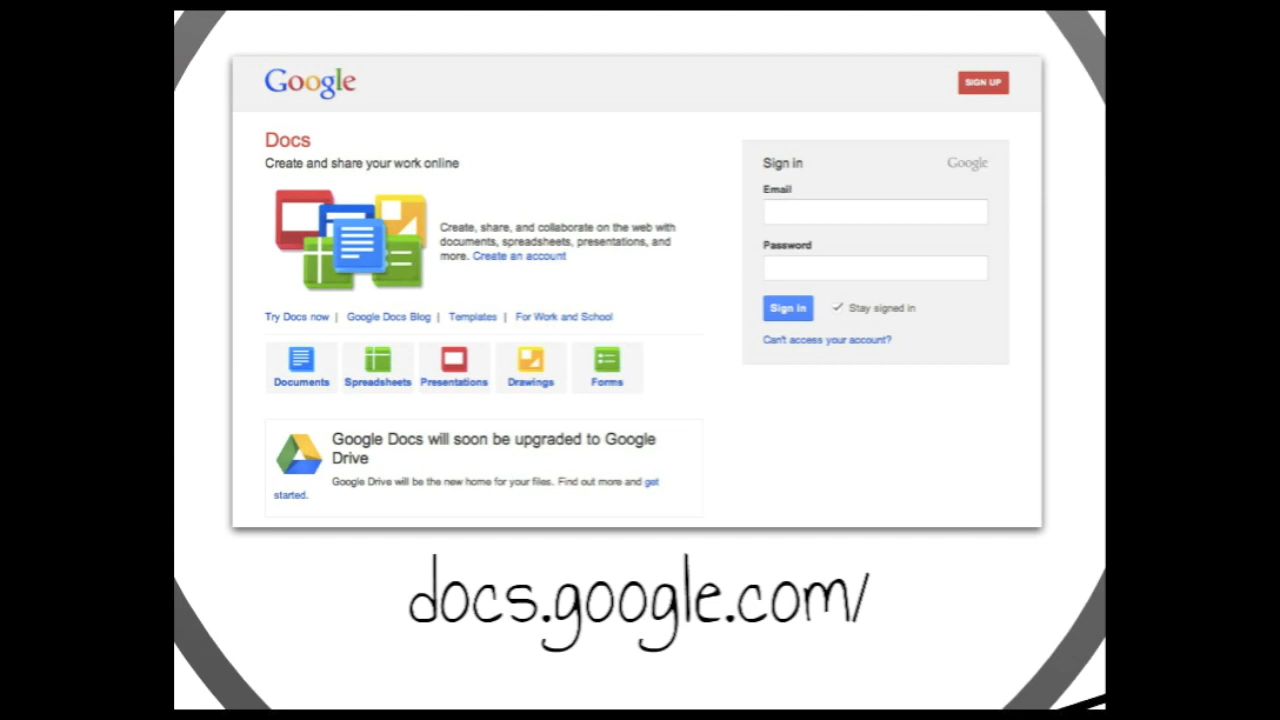 Google
SIGN UP
Docs
Create and share your work online
Create, share, and collaborate on the web with
documents, spreadsheets, presentations, and
more. Create an account
Try Docs now | Google Docs Blog | Templates | For Work and School
Documents Spreadsheets Presentations Drawings Forms
Google Docs will soon be upgraded to Google
Drive
Google Drive will be the new home for your files. Find out more and get
started.
Sign in Google
Email
Password
Sign in Stay signed in
Can't access your account?
docs.google.com/